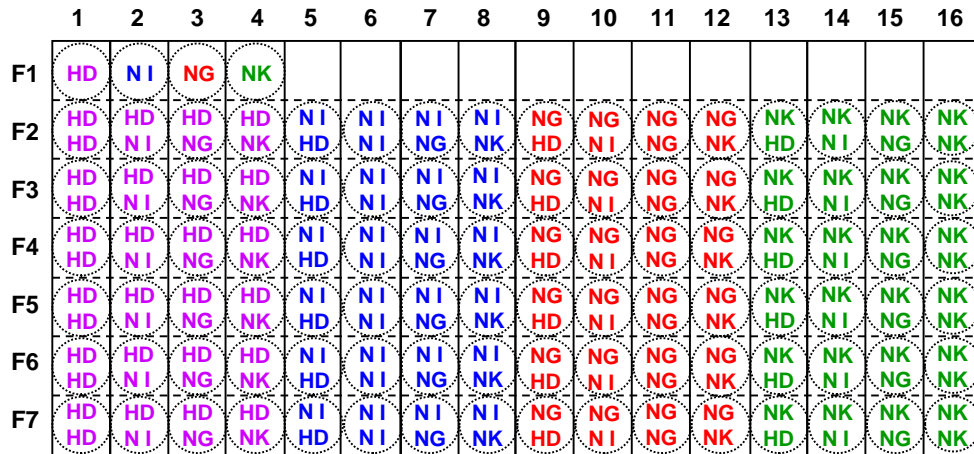 1 2 3 4 5 6 7 8 9 10 11 12 13 14 15 16
F1 HD NI NG NK
HD HD HD HD NI NI NI NI NG NG NG NG NK NK NK NK
F2
HD NI NG NK HD NI NG NK HD NI NG NK HD NI NG NK
HD HD HD HD NI NI NI NI NG NG NG NG NK NK NK NK
F3
HD NI NG NK HD NI NG NK HD NI NG NK HD NI NG NK
HD HD HD HD NI NI NI NI NG NG NG NG NK NK NK NK
F4
HD NI NG NK HD NI NG NK HD NI NG NK HD NI NG NK
HD HD HD HD NI NI NI NI NG NG NG NG NK NK NK NK
F5
HD NI NG NK HD NI NG NK HD NI NG NK HD NI NG NK
HD HD HD HD NI NI NI NI NG NG NG NG NK NK NK NK
F6
HD NI NG NK HD NI NG NK HD NI NG NK HD NI NG NK
HD HD HD HD NI NI NI NI NG NG NG NG NK NK NK NK
F7
HD NI NG NK HD NI NG NK HD NI NG NK HD NI NG NK